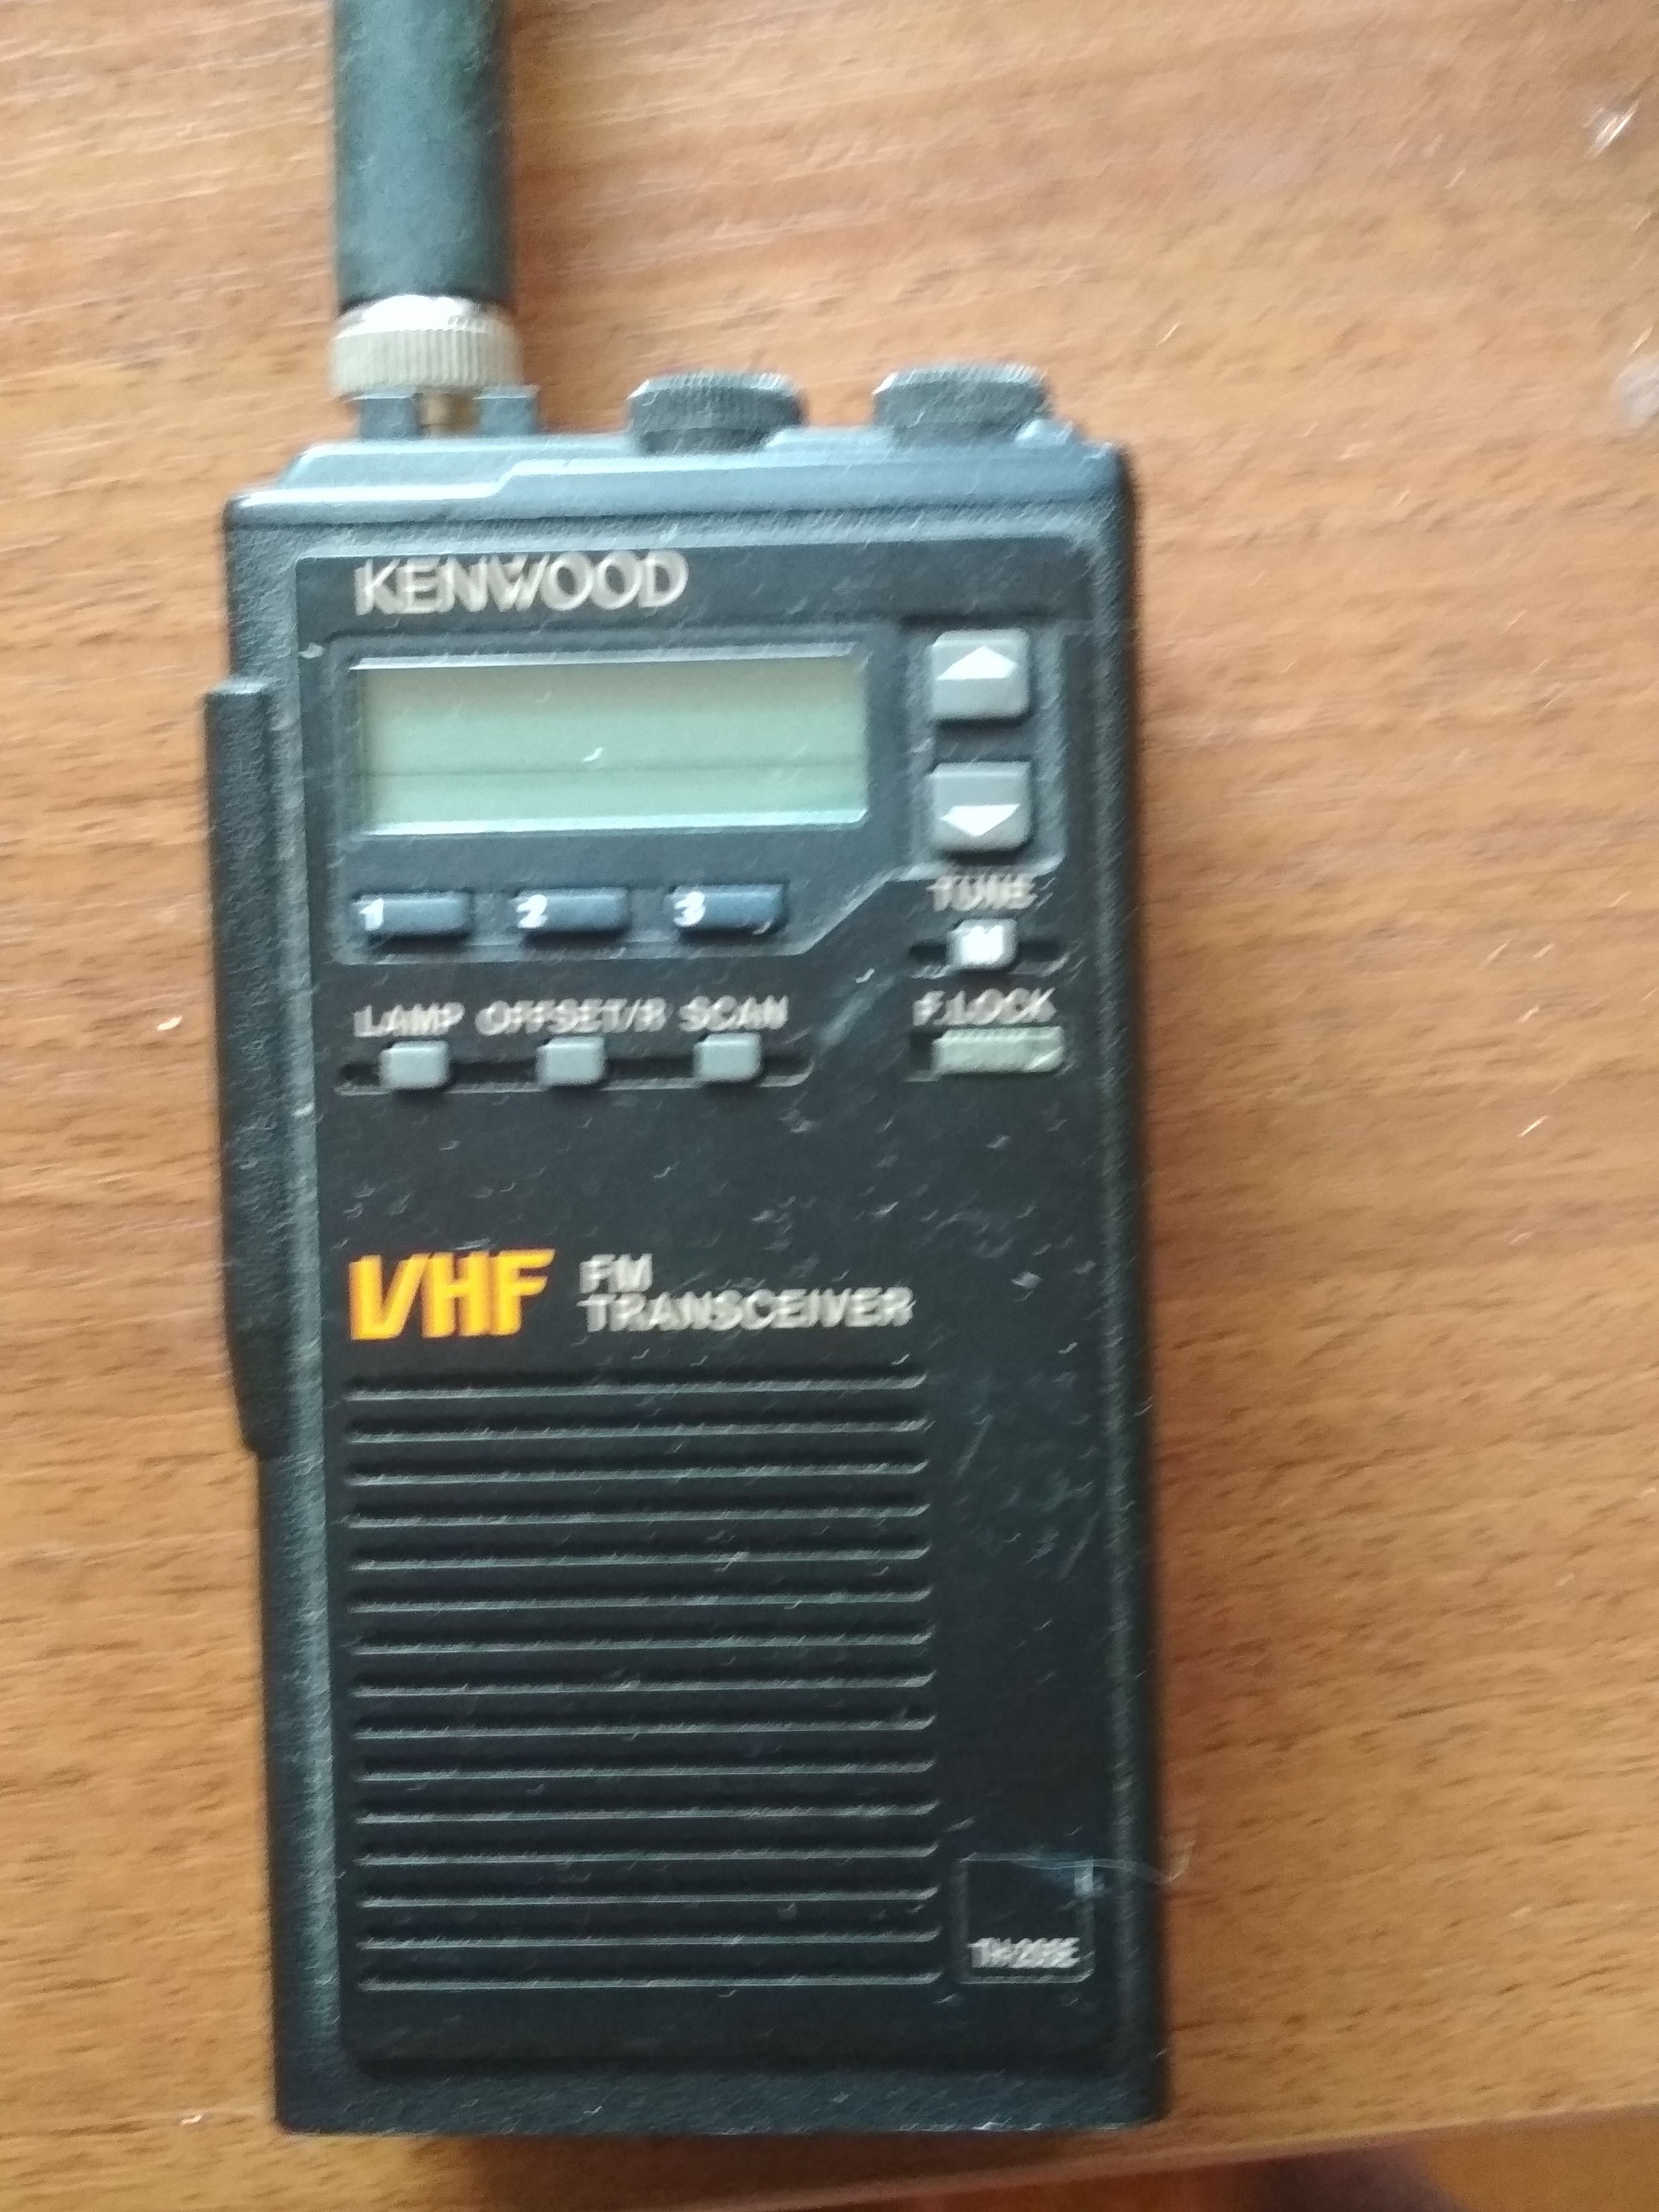 KENWOOD
1 2 3
TUNE
M
LAMP OFFSET/R SCAN
F.LOCK
VHF FM
TRANSCEIVER